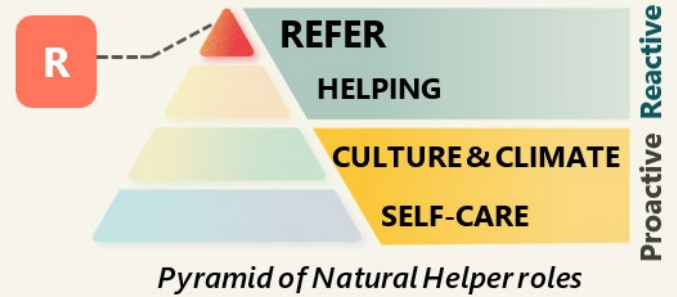 R
REFER
HELPING
CULTURE & CLIMATE
SELF-CARE
Reactive
Proactive
Pyramid of Natural Helper roles